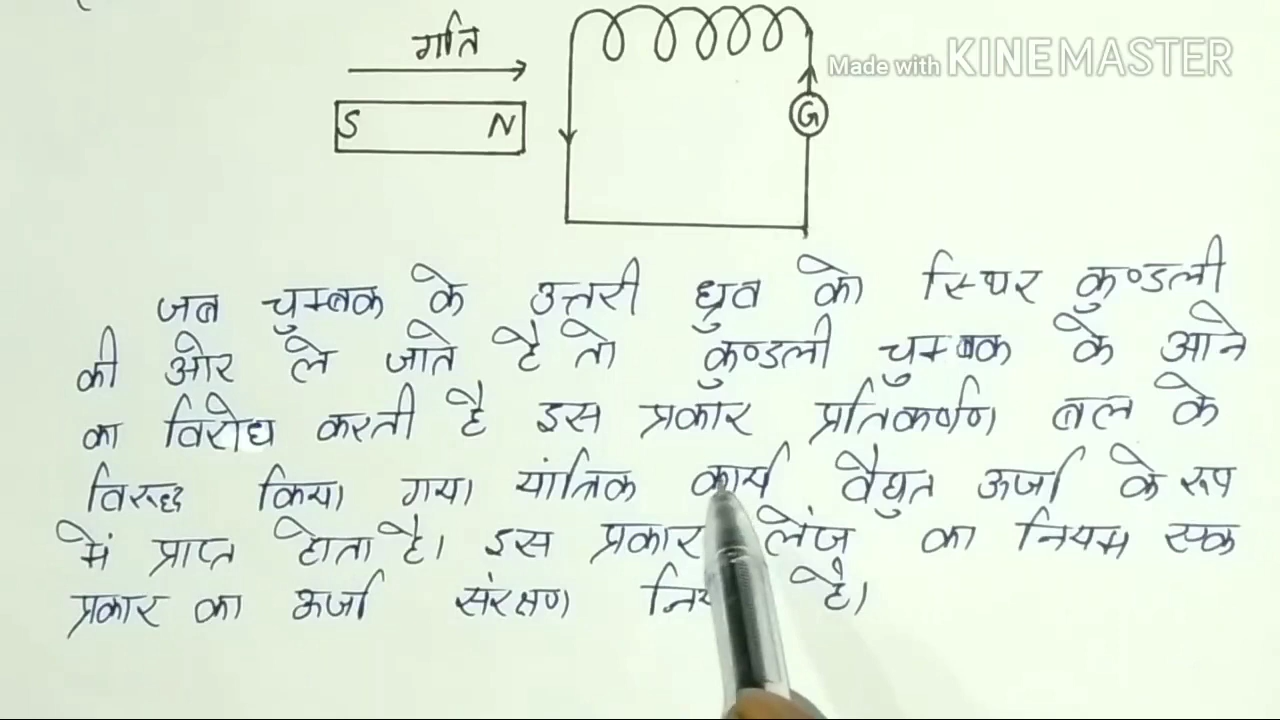 गति
Made with KINEMASTER
S N
G
जब चुम्बक के उत्तरी ध्रुव को स्थिर कुण्डली
की ओर ले जाते है तो कुण्डली चुम्बक के आने
का विरोध करती है इस प्रकार प्रतिकर्षण बल के
विरुद्ध किया गया यांत्रिक कार्य वैद्युत ऊर्जा के रूप
में प्राप्त होता है। इस प्रकार लेंज का नियम एक
प्रकार का ऊर्जा संरक्षण है।